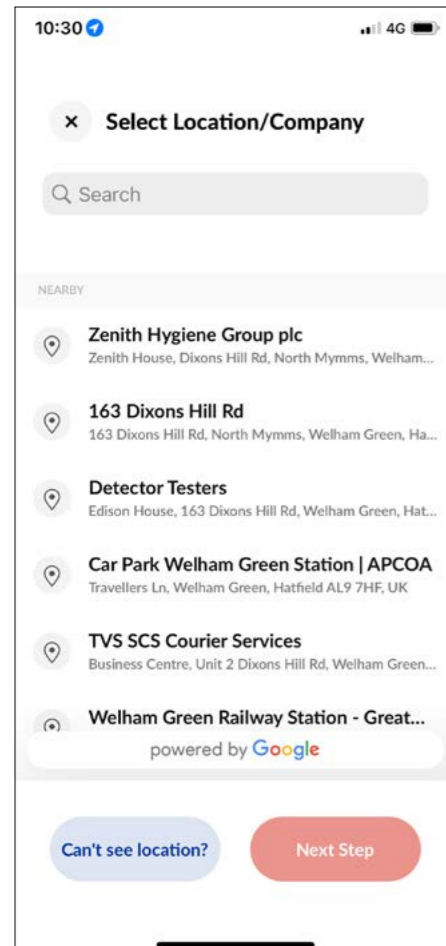 10:30
4G
× Select Location/Company
Search
NEARBY
Zenith Hygiene Group plc
Zenith House, Dixons Hill Rd, North Mymms, Welham...
163 Dixons Hill Rd
163 Dixons Hill Rd, North Mymms, Welham Green, Ha...
Detector Testers
Edison House, 163 Dixons Hill Rd, Welham Green, Hat...
Car Park Welham Green Station | APCOA
Travellers Ln, Welham Green, Hatfield AL9 7HF, UK
TVS SCS Courier Services
Business Centre, Unit 2 Dixons Hill Rd, Welham Green...
Welham Green Railway Station - Great...
powered by Google
Can't see location?
Next Step